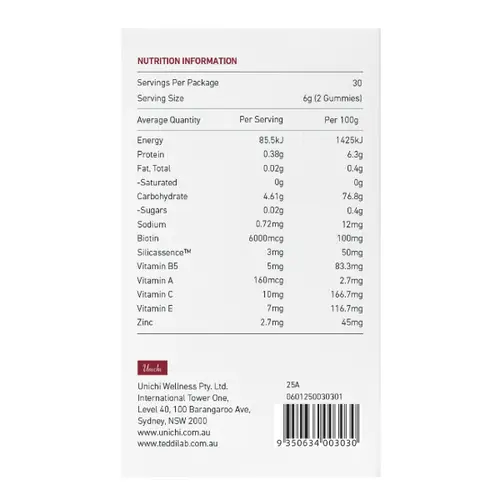 NUTRITION INFORMATION
Servings Per Package 30
Serving Size 6g (2 Gummies)
Average Quantity Per Serving Per 100g
Energy 85.5kJ 1425kJ
Protein 0.38g 6.3g
Fat, Total 0.02g 0.4g
-Saturated 0g 0g
Carbohydrate 4.61g 76.8g
-Sugars 0.02g 0.4g
Sodium 0.72mg 12mg
Biotin 6000mcg 100mg
Silicassence™ 3mg 50mg
Vitamin B5 5mg 83.3mg
Vitamin A 160mcg 2.7mg
Vitamin C 10mg 166.7mg
Vitamin E 7mg 116.7mg
Zinc 2.7mg 45mg
Unichi
Unichi Wellness Pty. Ltd.
International Tower One,
Level 40, 100 Barangaroo Ave,
Sydney, NSW 2000
www.unichi.com.au
www.teddilab.com.au
25A
0601250030301
9 350634 003030